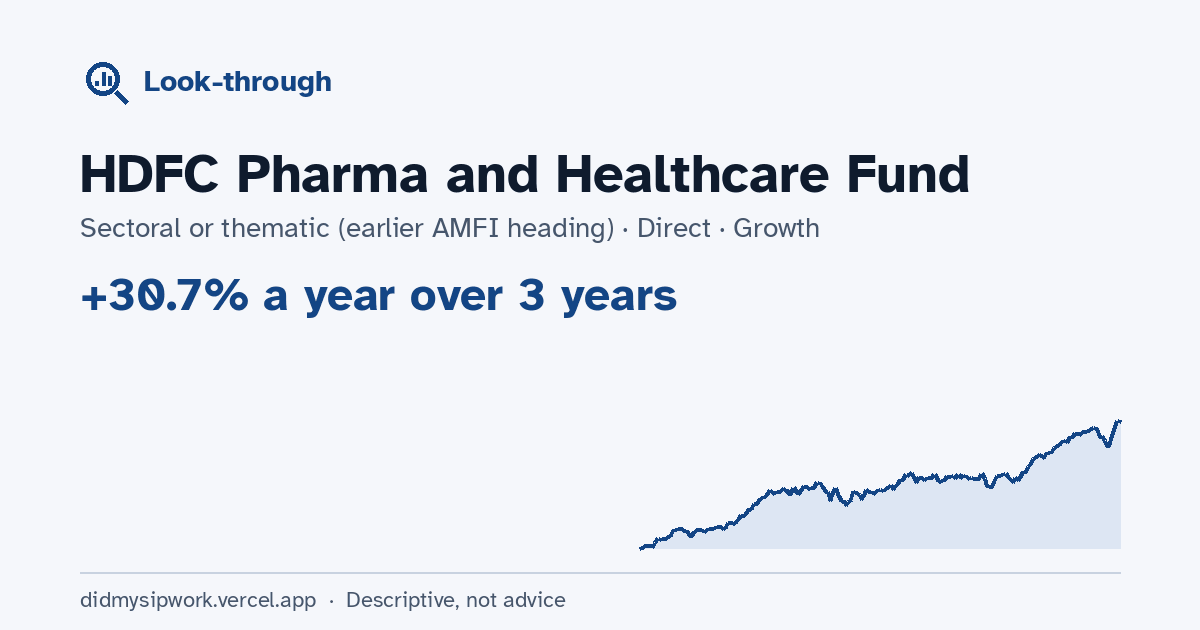 Look-through
HDFC Pharma and Healthcare Fund
Sectoral or thematic (earlier AMFI heading) · Direct · Growth
+30.7% a year over 3 years
didmysipwork.vercel.app · Descriptive, not advice